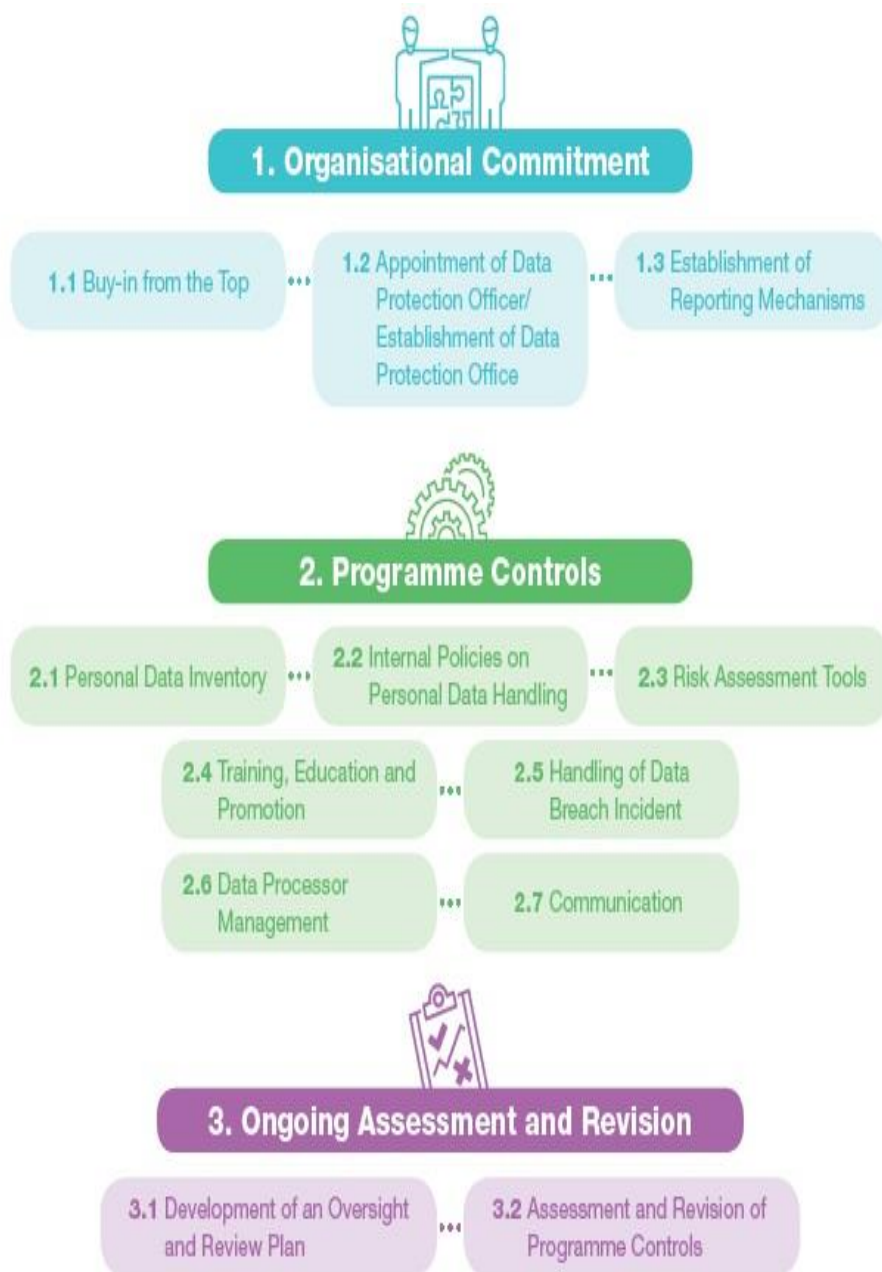 1. Organisational Commitment
1.1 Buy-in from the Top
1.2 Appointment of Data
Protection Officer/
Establishment of Data
Protection Office
1.3 Establishment of
Reporting Mechanisms
2. Programme Controls
2.1 Personal Data Inventory
2.2 Internal Policies on
Personal Data Handling
2.3 Risk Assessment Tools
2.4 Training, Education and
Promotion
2.5 Handling of Data
Breach Incident
2.6 Data Processor
Management
2.7 Communication
3. Ongoing Assessment and Revision
3.1 Development of an Oversight
and Review Plan
3.2 Assessment and Revision of
Programme Controls